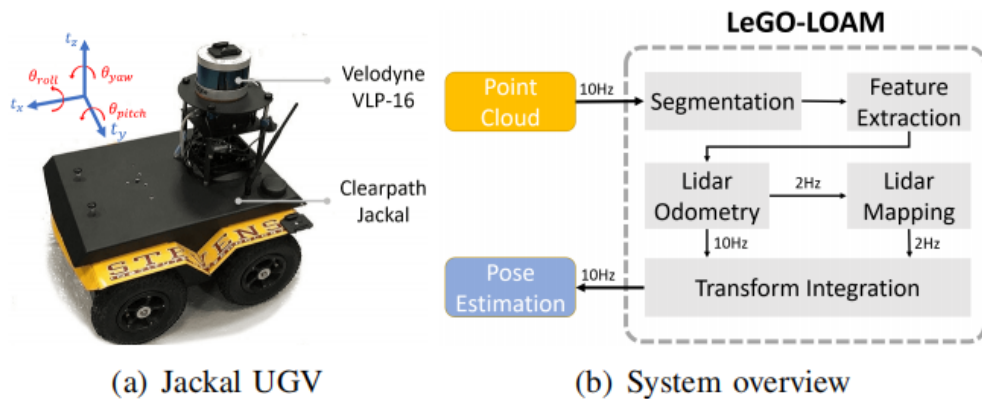 t_z
θ_roll
θ_yaw
t_x
θ_pitch
t_y
Velodyne
VLP-16
Clearpath
Jackal
STEVENS
(a) Jackal UGV
LeGO-LOAM
Point
Cloud
10Hz
Segmentation
Feature
Extraction
Lidar
Odometry
2Hz
Lidar
Mapping
10Hz
2Hz
Pose
Estimation
10Hz
Transform Integration
(b) System overview